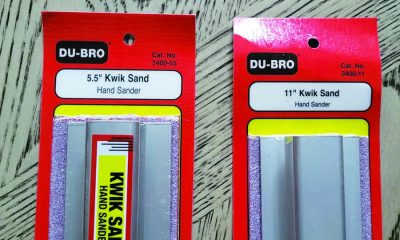 DU-BRO
Cat. No.
3400-55
5.5" Kwik Sand
Hand Sander
KWIK SA
HAND SANDE
DU-BRO
Cat. No.
3400-11
11" Kwik Sand
Hand Sander